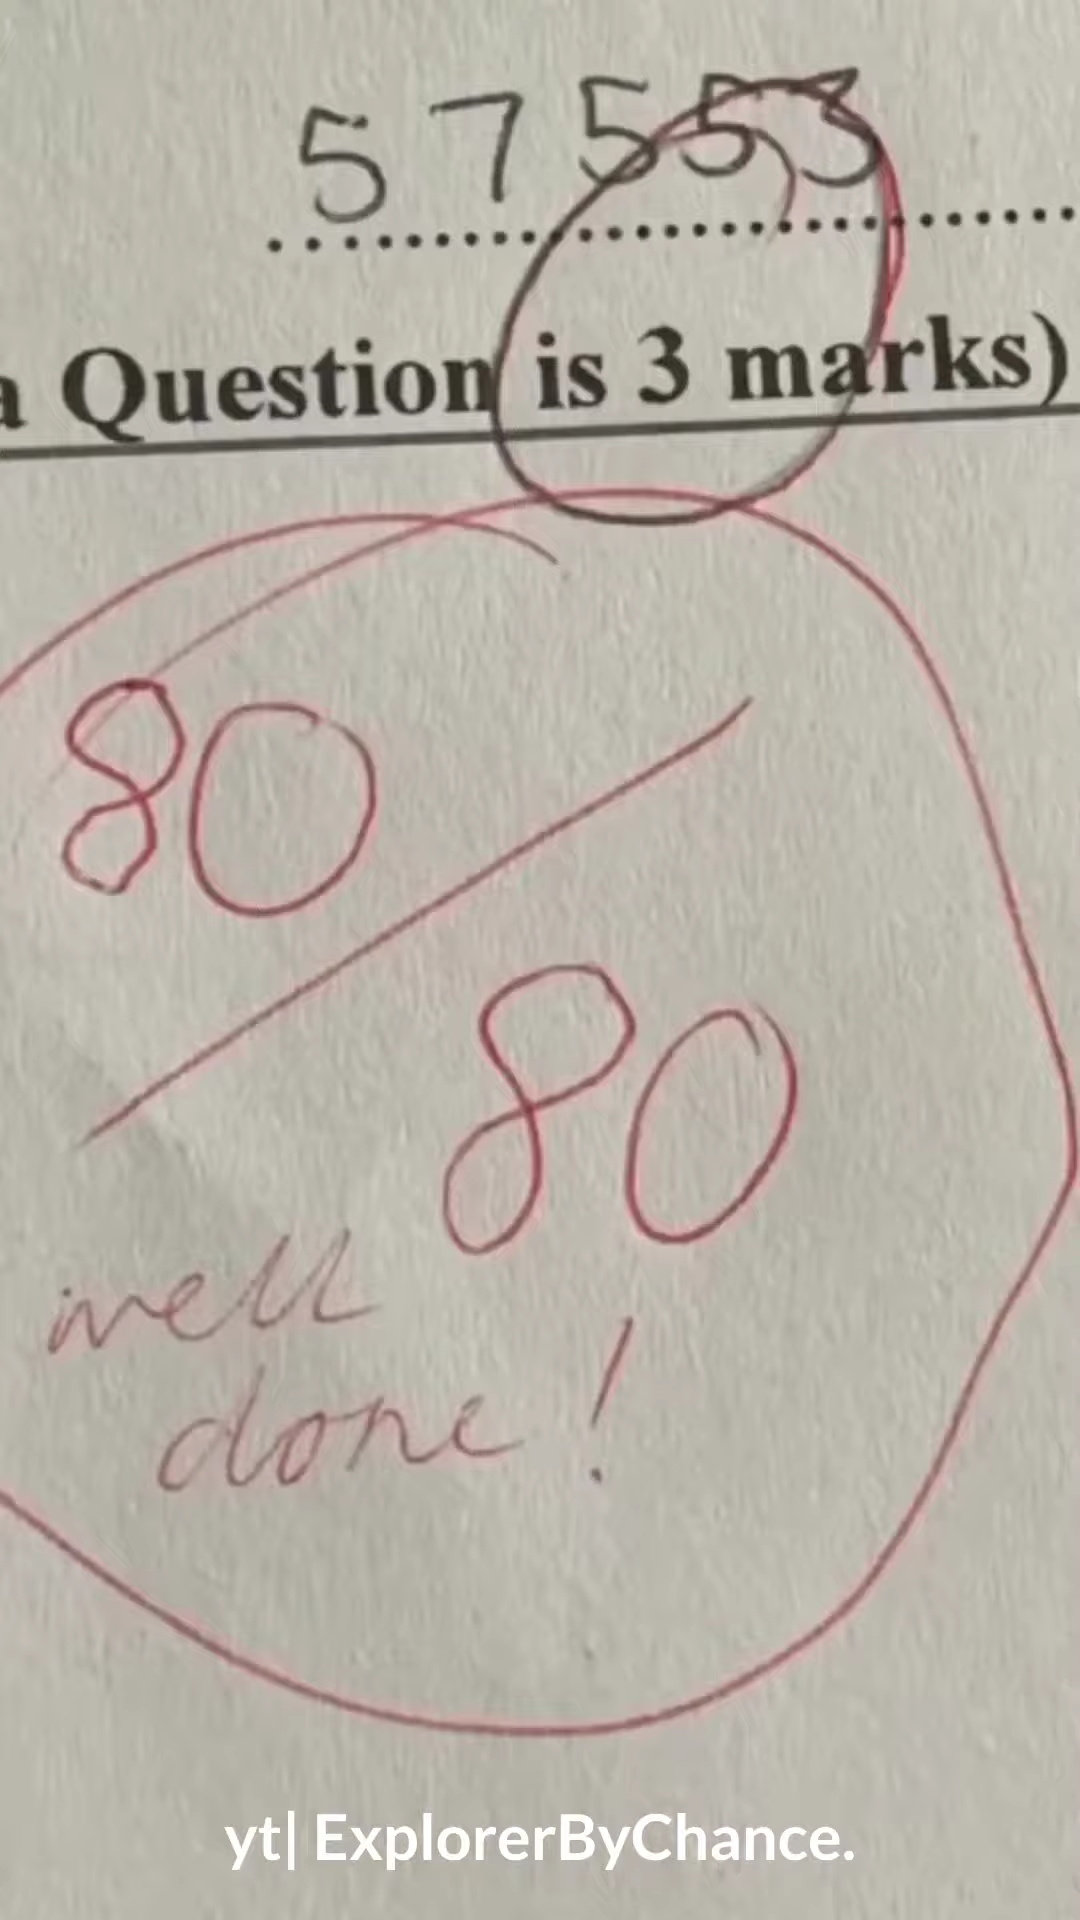 57553
a Question is 3 marks)
80
80
well
done!
yt| ExplorerByChance.